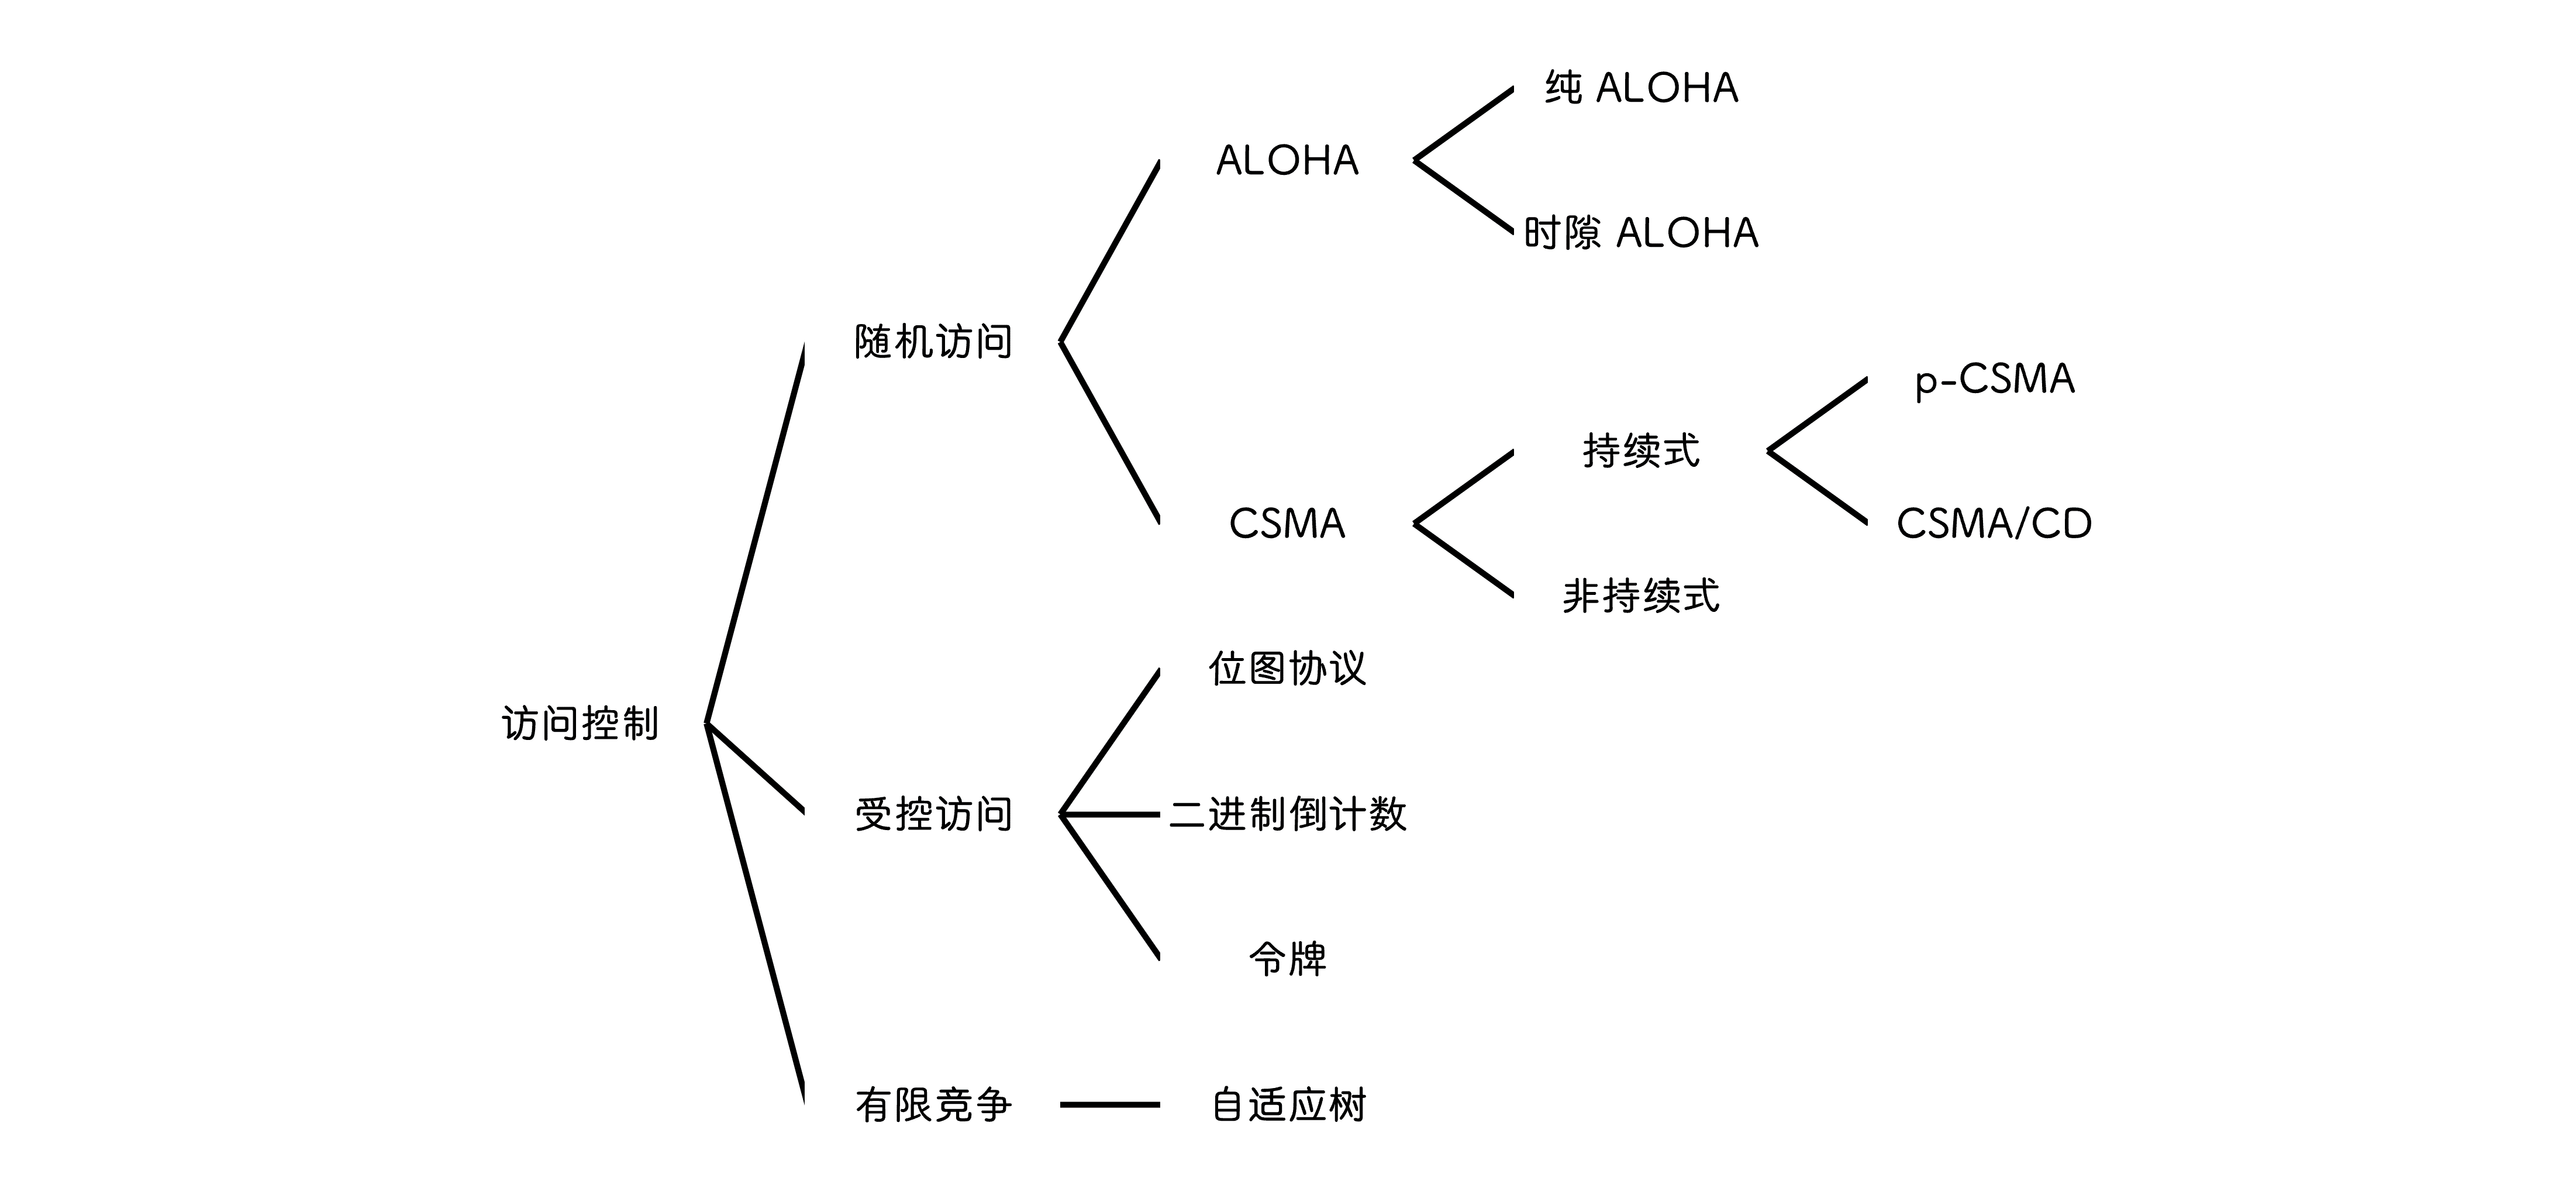 纯 ALOHA
ALOHA
时隙 ALOHA
随机访问
p-CSMA
持续式
CSMA
CSMA/CD
非持续式
位图协议
访问控制
受控访问
二进制倒计数
令牌
有限竞争
自适应树